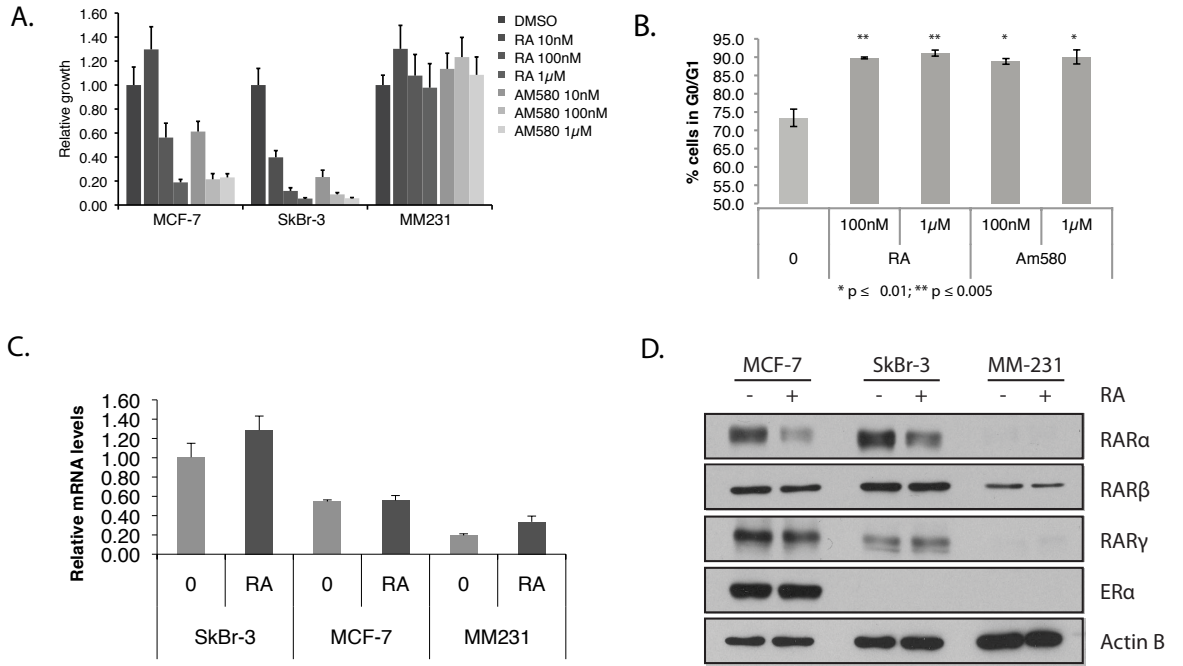 A.
Relative growth
1.60
1.40
1.20
1.00
0.80
0.60
0.40
0.20
0.00
MCF-7 SkBr-3 MM231
DMSO
RA 10nM
RA 100nM
RA 1µM
AM580 10nM
AM580 100nM
AM580 1µM
B.
% cells in G0/G1
95.0
90.0
85.0
80.0
75.0
70.0
65.0
60.0
55.0
50.0
** ** * *
100nM 1µM 100nM 1µM
0 RA Am580
* p ≤ 0.01; ** p ≤ 0.005
C.
Relative mRNA levels
1.60
1.40
1.20
1.00
0.80
0.60
0.40
0.20
0.00
0 RA 0 RA 0 RA
SkBr-3 MCF-7 MM231
D.
MCF-7 SkBr-3 MM-231
- + - + - + RA
RARα
RARβ
RARγ
ERα
Actin B